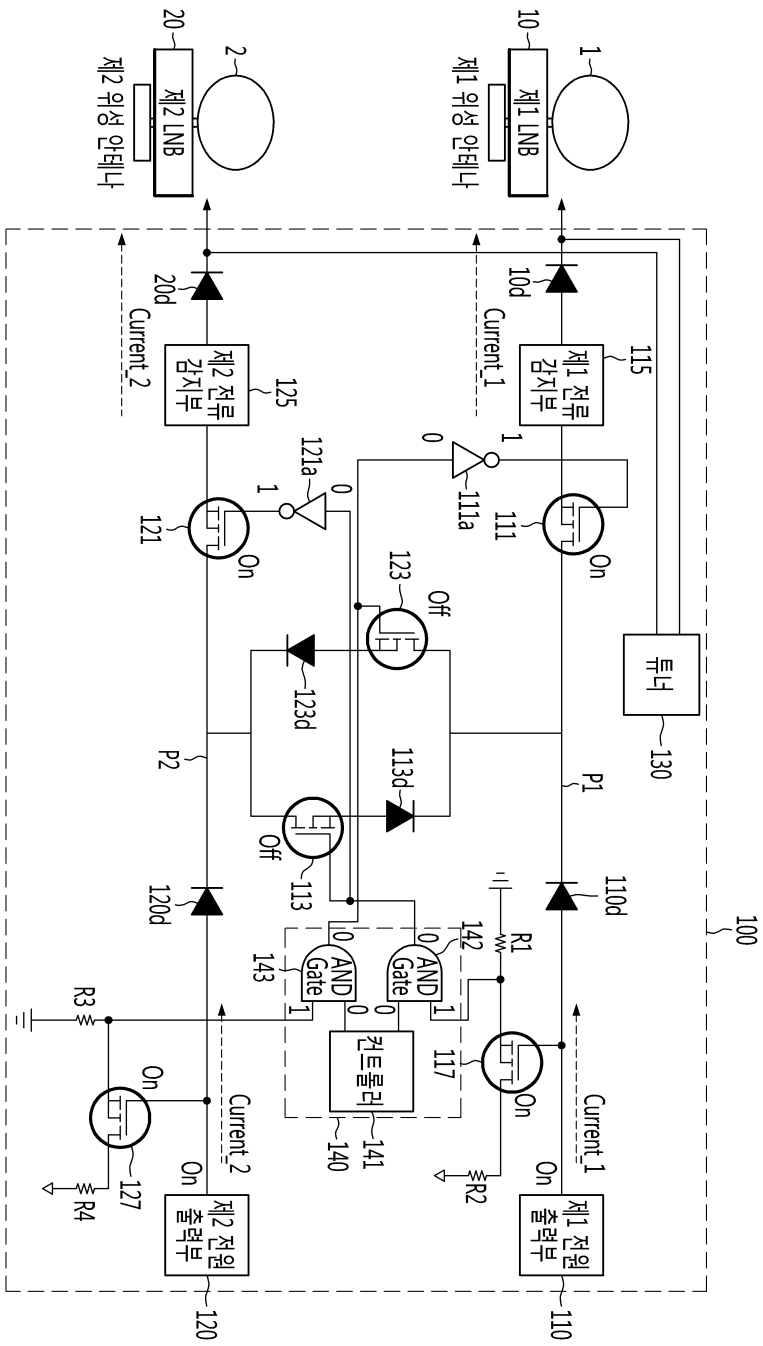 100
130
튜너
115
1
10
제1 LNB
제1 위성 안테나
10d
제1 전류
감지부
Current_1
111
On
1
111a
0
P1
110d
Current_1
On
제1 전원
출력부
110
R1
117
On
R2
123
Off
123d
113d
113
Off
142
0
AND
Gate
1
0
143
0
AND
Gate
0
1
컨트롤러
141
140
2
20
제2 LNB
제2 위성 안테나
20d
125
제2 전류
감지부
Current_2
0
121a
1
121
On
P2
120d
Current_2
On
제2 전원
출력부
120
R3
On
127
R4